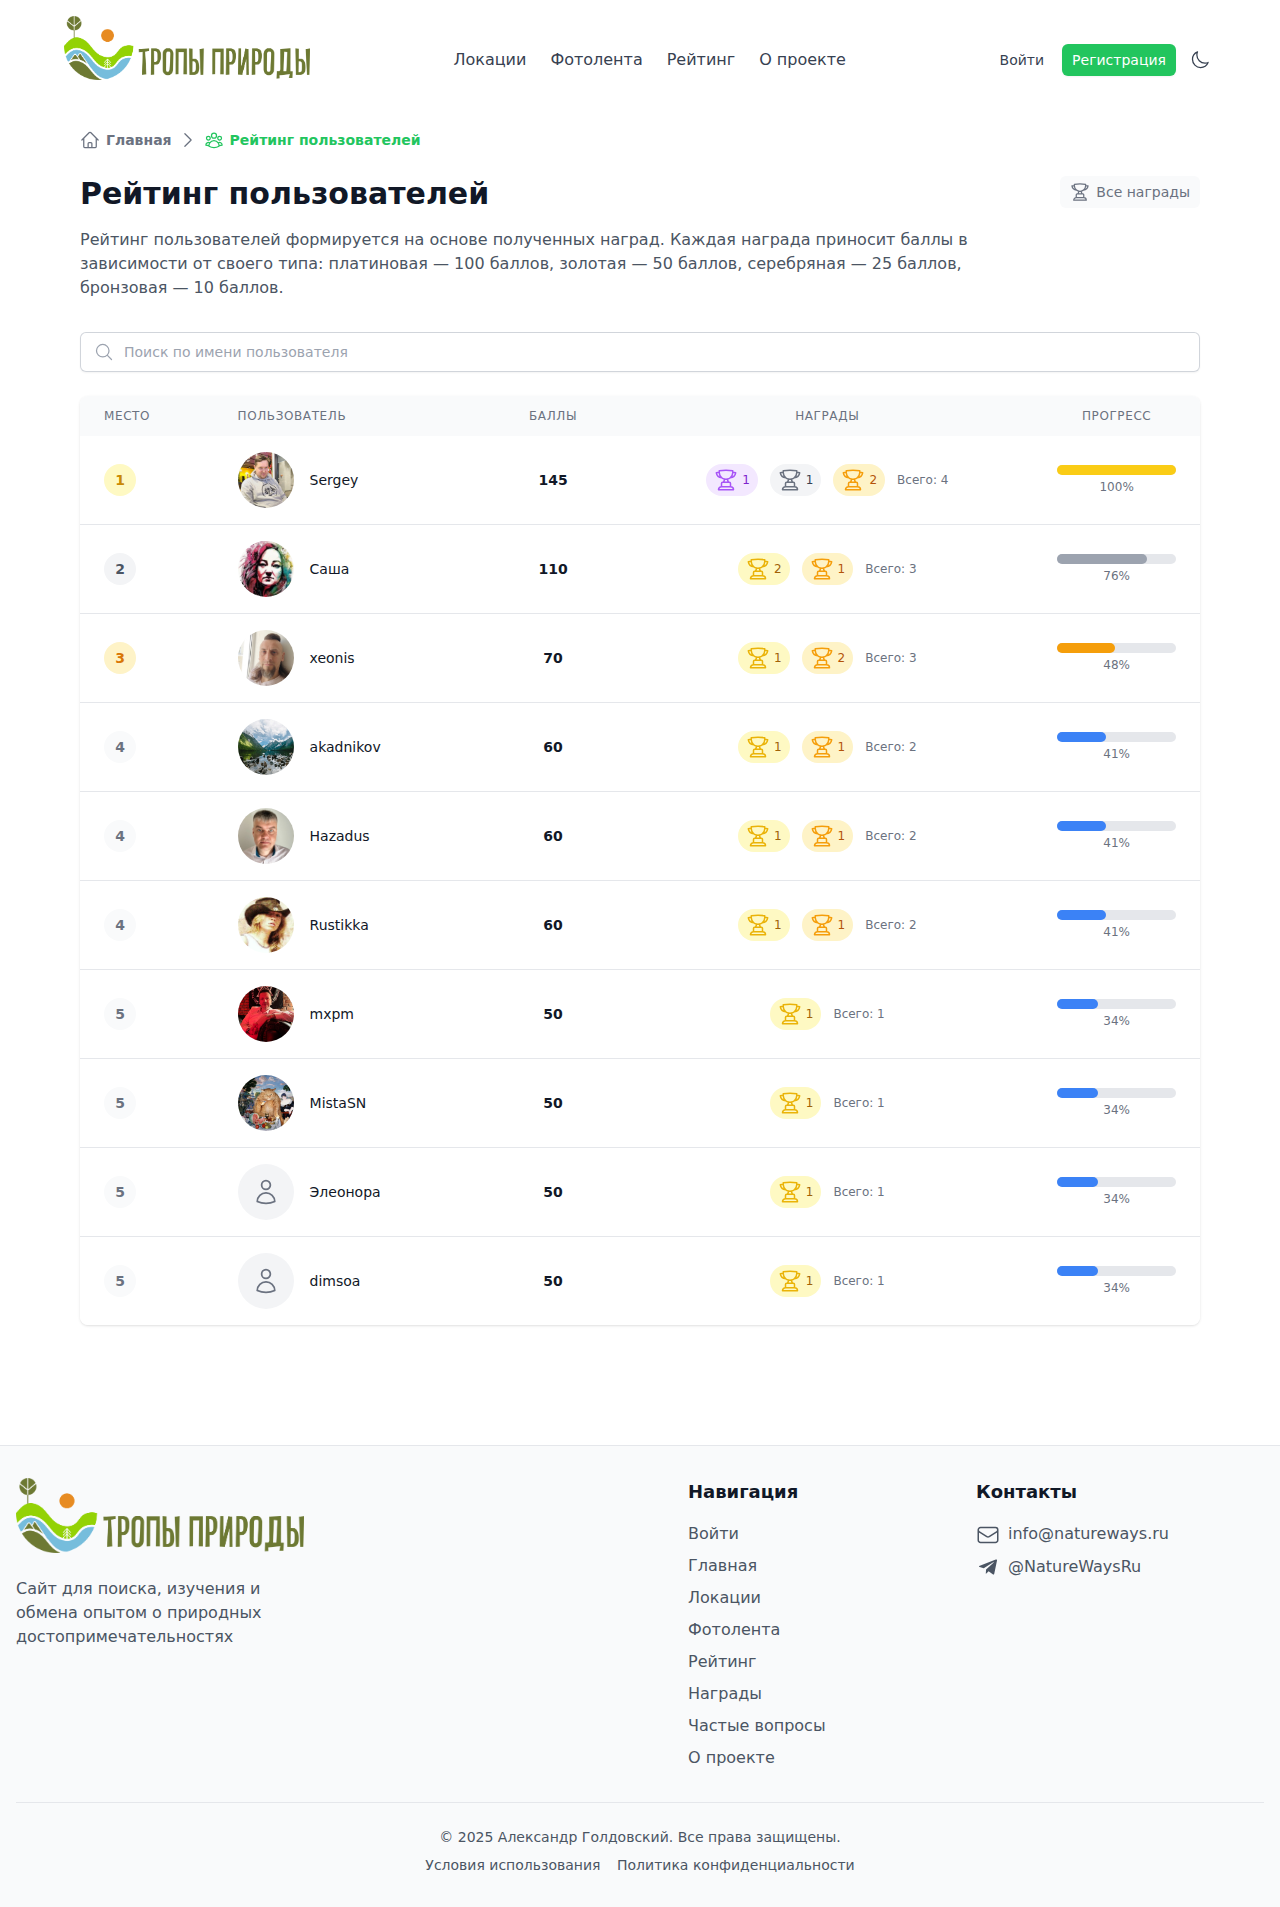 ТРОПЫ ПРИРОДЫ
Локации Фотолента Рейтинг О проекте
Войти Регистрация
Главная Рейтинг пользователей
Рейтинг пользователей
Все награды
Рейтинг пользователей формируется на основе полученных наград. Каждая награда приносит баллы в
зависимости от своего типа: платиновая — 100 баллов, золотая — 50 баллов, серебряная — 25 баллов,
бронзовая — 10 баллов.
Поиск по имени пользователя
МЕСТО ПОЛЬЗОВАТЕЛЬ БАЛЛЫ НАГРАДЫ ПРОГРЕСС
1 Sergey 145 1 1 2 Всего: 4 100%
2 Саша 110 2 1 Всего: 3 76%
3 xeonis 70 1 2 Всего: 3 48%
4 akadnikov 60 1 1 Всего: 2 41%
4 Hazadus 60 1 1 Всего: 2 41%
4 Rustikka 60 1 1 Всего: 2 41%
5 mxpm 50 1 Всего: 1 34%
5 MistaSN 50 1 Всего: 1 34%
5 Элеонора 50 1 Всего: 1 34%
5 dimsoa 50 1 Всего: 1 34%
ТРОПЫ ПРИРОДЫ
Сайт для поиска, изучения и
обмена опытом о природных
достопримечательностях
Навигация
Войти
Главная
Локации
Фотолента
Рейтинг
Награды
Частые вопросы
О проекте
Контакты
info@natureways.ru
@NatureWaysRu
© 2025 Александр Голдовский. Все права защищены.
Условия использования Политика конфиденциальности